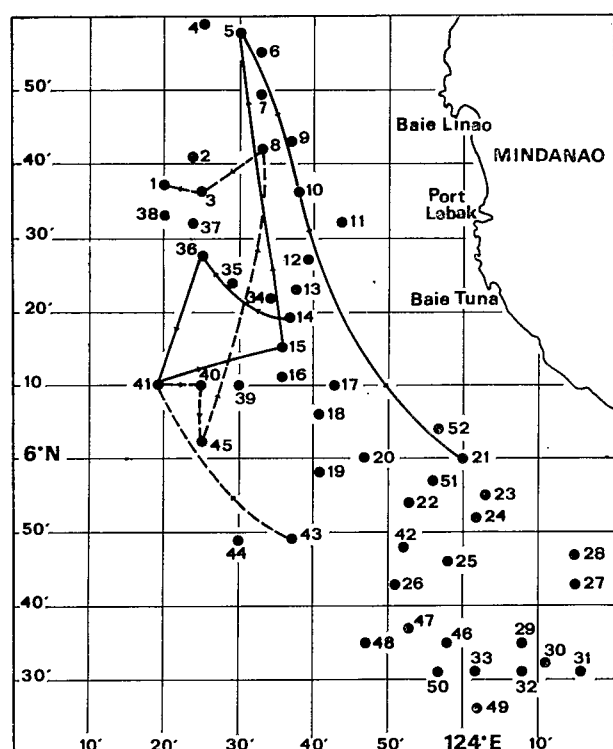 4 5 6
50′
7
Baie Linao
8 9
MINDANAO
40′ 2
1 3 10
Port Lebak
38 37 11
30′
36 35 12
34 13
Baie Tuna
20′ 14
15
16
10 41 40 39 17
18 52
45
6°N 19 20 21
51
22 23
24
50′
44 43 42
25 28
26 27
40′
47
48 46 29
30
50 33 32 31
30′
49
10′ 20′ 30′ 40′ 50′ 124°E 10′